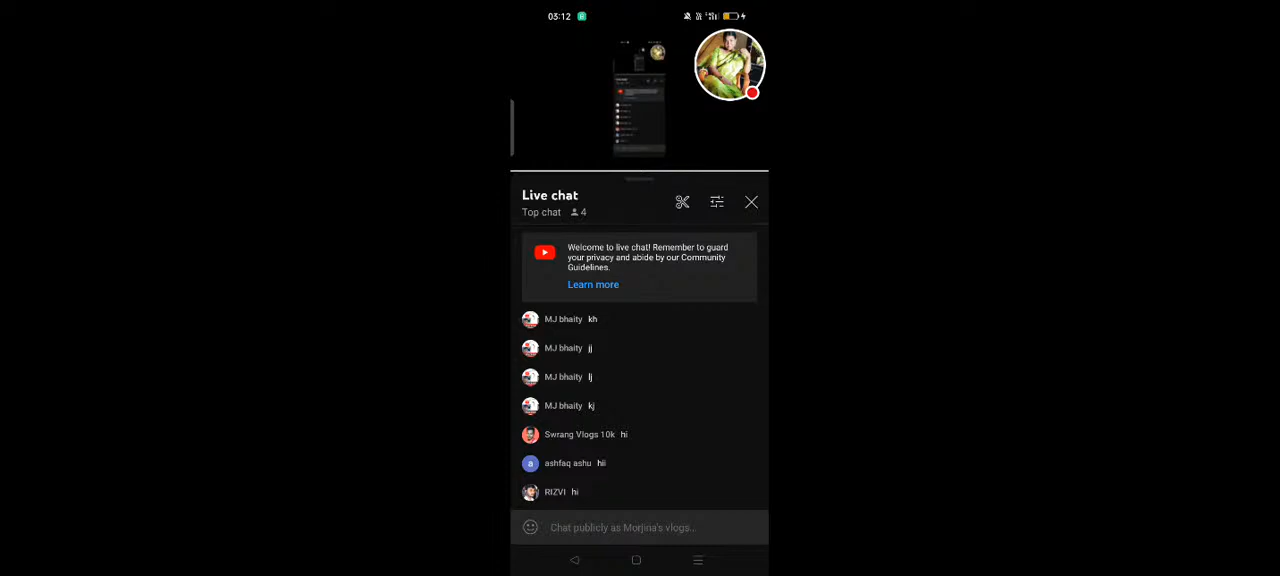 03:12
Live chat
Top chat 4
Welcome to live chat! Remember to guard
your privacy and abide by our Community
Guidelines.
Learn more
MJ bhaity kh
MJ bhaity jj
MJ bhaity lj
MJ bhaity kj
Swrang Vlogs 10k hi
a ashfaq ashu hii
RIZVI hi
Chat publicly as Morjina's vlogs...